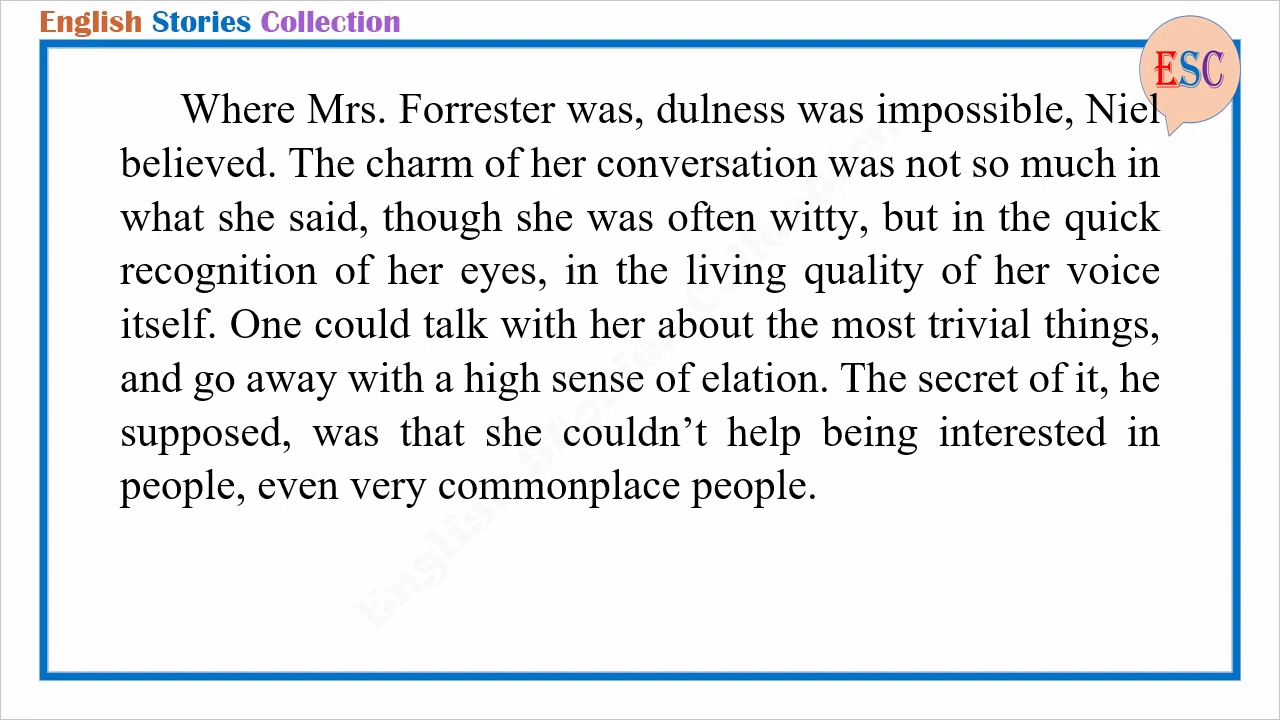 English Stories Collection
ESC
Where Mrs. Forrester was, dulness was impossible, Niel
believed. The charm of her conversation was not so much in
what she said, though she was often witty, but in the quick
recognition of her eyes, in the living quality of her voice
itself. One could talk with her about the most trivial things,
and go away with a high sense of elation. The secret of it, he
supposed, was that she couldn’t help being interested in
people, even very commonplace people.